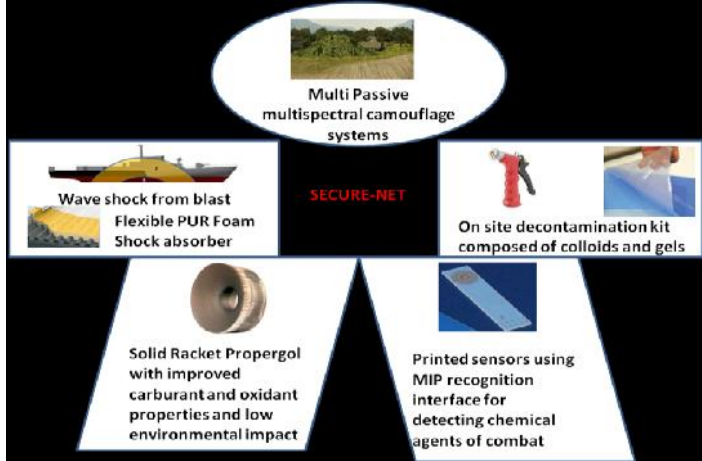 Multi Passive
multispectral camouflage
systems
Wave shock from blast
Flexible PUR Foam
Shock absorber
SECURE-NET
On site decontamination kit
composed of colloids and gels
Solid Racket Propergol
with improved
carburant and oxidant
properties and low
environmental impact
Printed sensors using
MIP recognition
interface for
detecting chemical
agents of combat